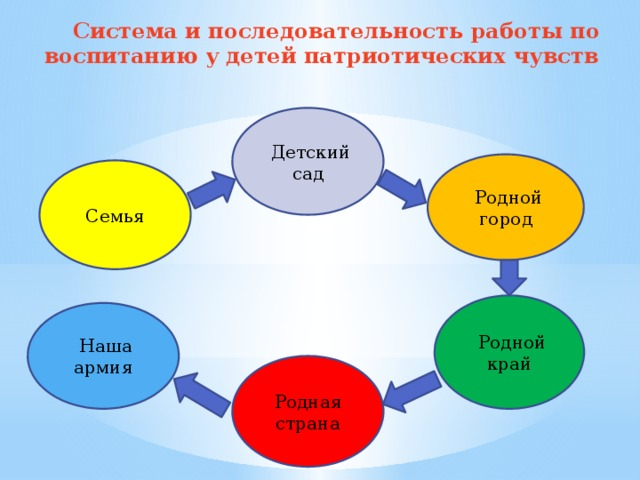 Система и последовательность работы по
воспитанию у детей патриотических чувств
Детский
сад
Родной
город
Семья
Родной
край
Наша
армия
Родная
страна